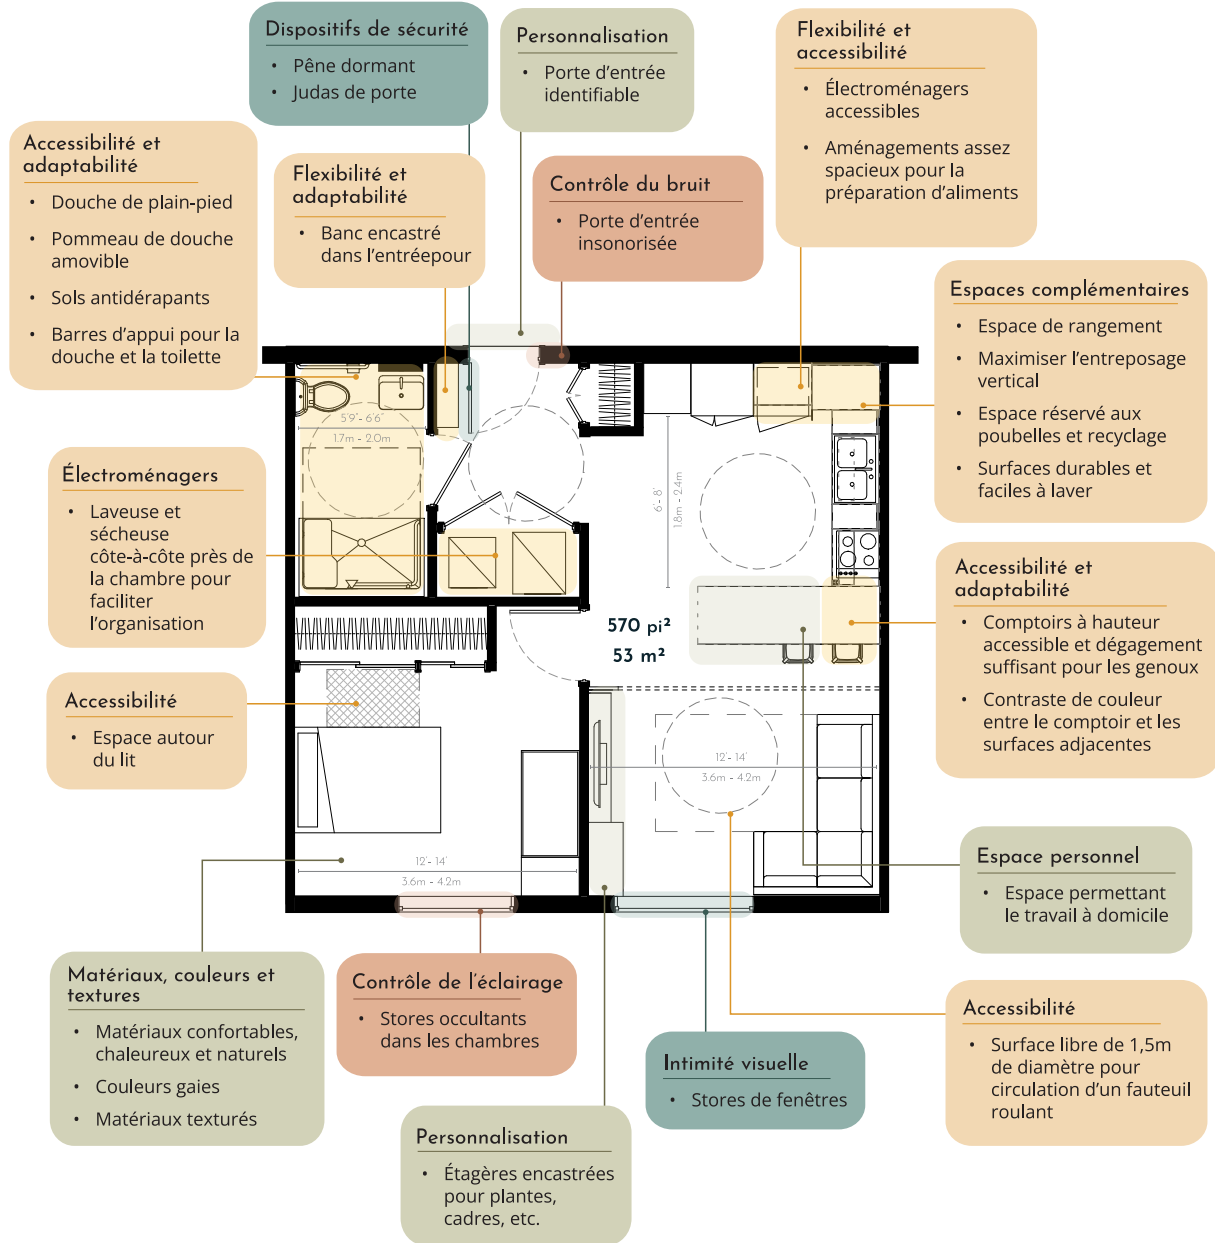 Dispositifs de sécurité
• Pêne dormant
• Judas de porte
Personnalisation
• Porte d'entrée
identifiable
Flexibilité et
accessibilité
• Électroménagers
accessibles
• Aménagements assez
spacieux pour la
préparation d'aliments
Accessibilité et
adaptabilité
• Douche de plain-pied
• Pommeau de douche
amovible
• Sols antidérapants
• Barres d'appui pour la
douche et la toilette
Flexibilité et
adaptabilité
• Banc encastré
dans l'entréepour
Contrôle du bruit
• Porte d'entrée
insonorisée
Espaces complémentaires
• Espace de rangement
• Maximiser l'entreposage
vertical
• Espace réservé aux
poubelles et recyclage
• Surfaces durables et
faciles à laver
5'9" - 6'6"
1.7m - 2.0m
6' - 8'
1.8m - 2.4m
Électroménagers
• Laveuse et
sécheuse
côte-à-côte près de
la chambre pour
faciliter
l'organisation
Accessibilité et
adaptabilité
• Comptoirs à hauteur
accessible et dégagement
suffisant pour les genoux
• Contraste de couleur
entre le comptoir et les
surfaces adjacentes
570 pi²
53 m²
Accessibilité
• Espace autour
du lit
12' - 14'
3.6m - 4.2m
12' - 14'
3.6m - 4.2m
Espace personnel
• Espace permettant
le travail à domicile
Matériaux, couleurs et
textures
• Matériaux confortables,
chaleureux et naturels
• Couleurs gaies
• Matériaux texturés
Contrôle de l'éclairage
• Stores occultants
dans les chambres
Intimité visuelle
• Stores de fenêtres
Accessibilité
• Surface libre de 1,5m
de diamètre pour
circulation d'un fauteuil
roulant
Personnalisation
• Étagères encastrées
pour plantes,
cadres, etc.